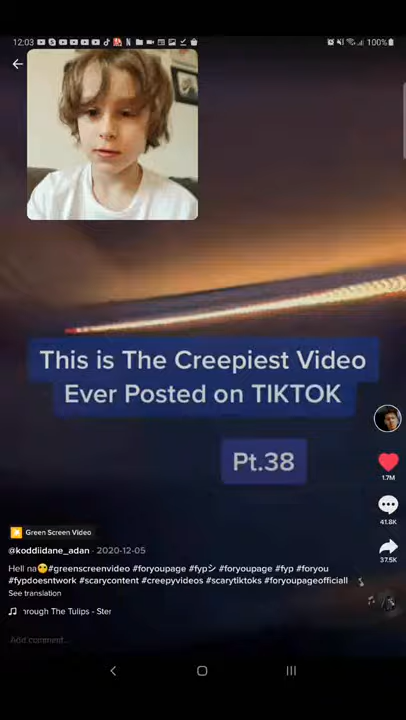 12:03
100%
This is The Creepiest Video
Ever Posted on TIKTOK
Pt.38
1.7M
41.8K
37.5K
Green Screen Video
@koddiidane_adan · 2020-12-05
Hell na🤭#greenscreenvideo #foryoupage #fypシ #foryoupage #fyp #foryou
#fypdoesntwork #scarycontent #creepyvideos #scarytiktoks #foryoupageofficiall
See translation
hrough The Tulips - Ster
Add comment...